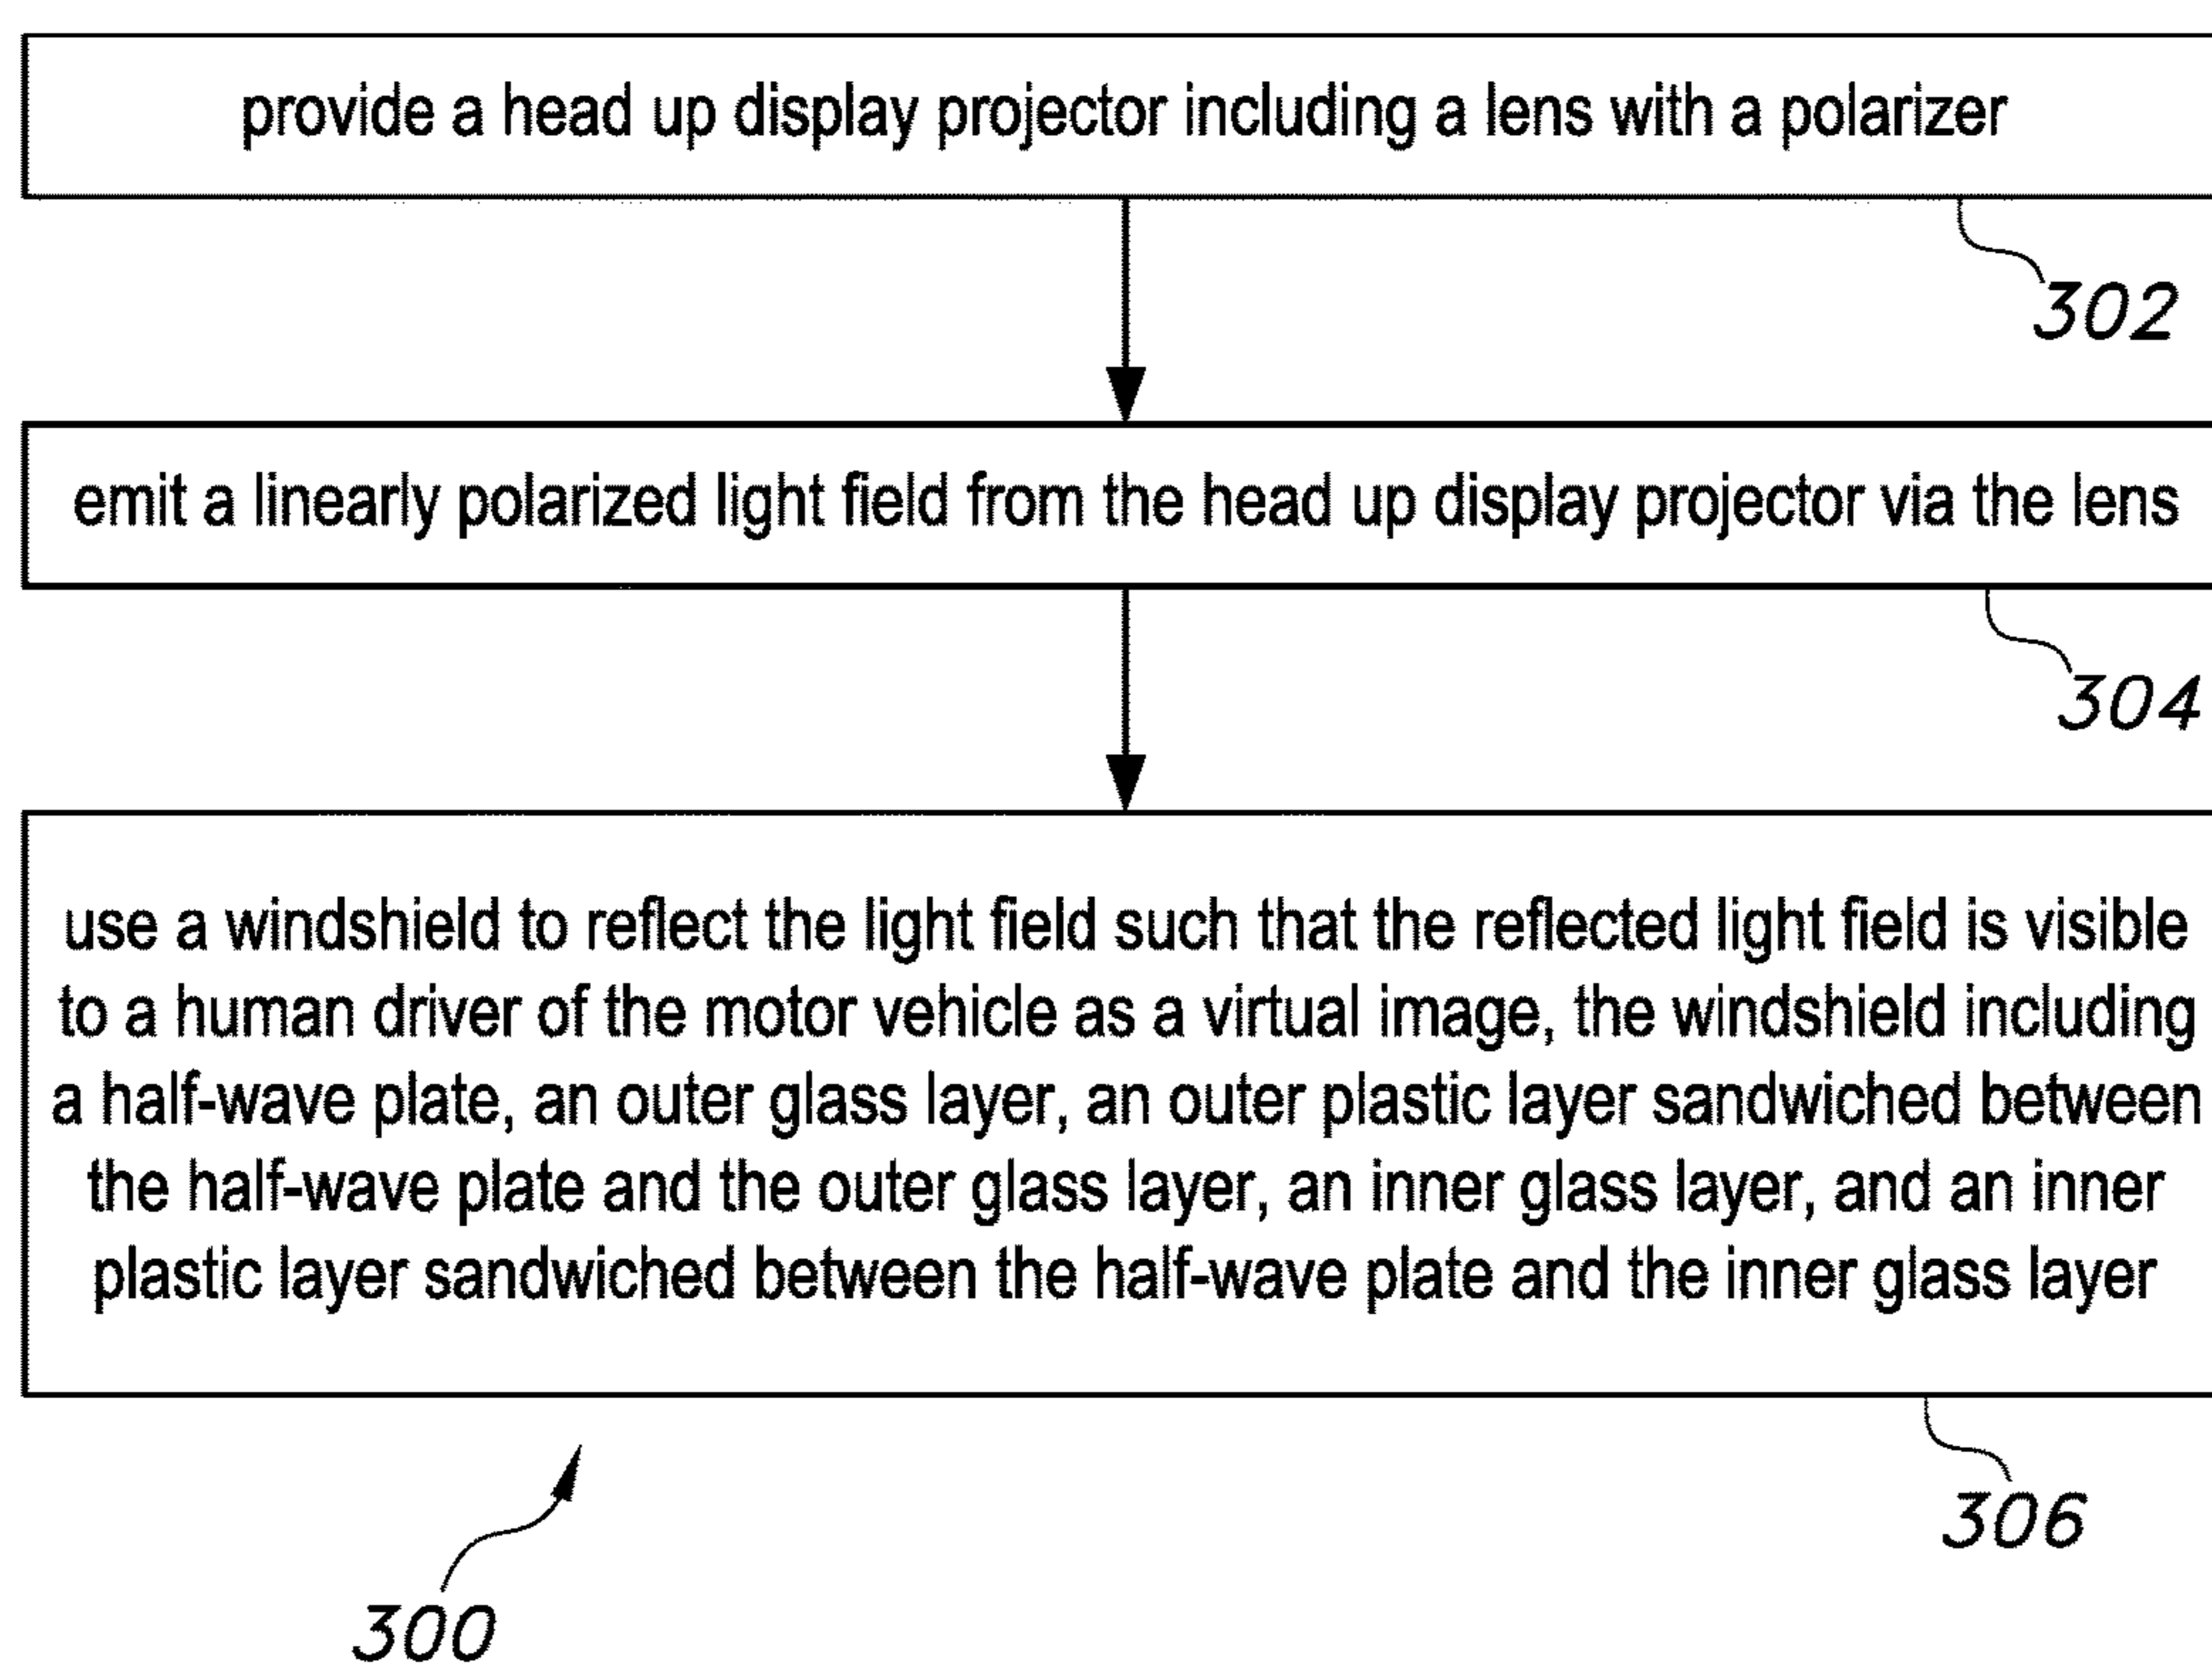 provide a head up display projector including a lens with a polarizer
302
emit a linearly polarized light field from the head up display projector via the lens
304
use a windshield to reflect the light field such that the reflected light field is visible
to a human driver of the motor vehicle as a virtual image, the windshield including
a half-wave plate, an outer glass layer, an outer plastic layer sandwiched between
the half-wave plate and the outer glass layer, an inner glass layer, and an inner
plastic layer sandwiched between the half-wave plate and the inner glass layer
306
300